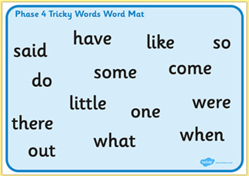 Phase 4 Tricky Words Word Mat
said have like so
do some come
little one were
there what when
out